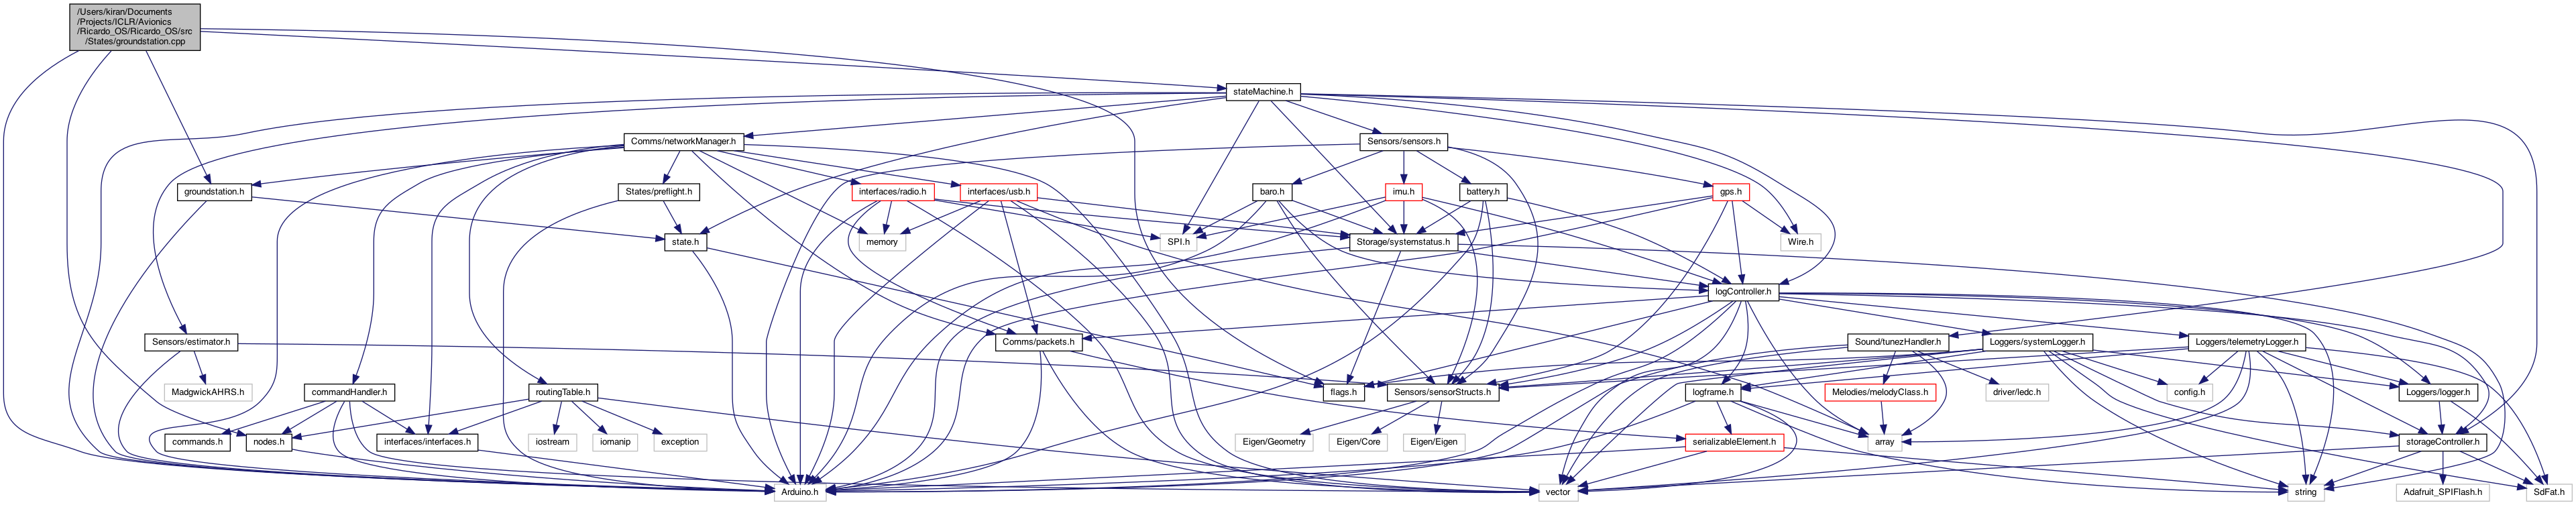 /Users/kiran/Documents
/Projects/ICLR/Avionics
/Ricardo_OS/Ricardo_OS/src
/States/groundstation.cpp
stateMachine.h
Comms/networkManager.h
Sensors/sensors.h
groundstation.h
States/preflight.h
interfaces/radio.h
interfaces/usb.h
baro.h
imu.h
battery.h
gps.h
state.h
memory
SPI.h
Storage/systemstatus.h
Wire.h
logController.h
Sensors/estimator.h
Comms/packets.h
Sound/tunezHandler.h
Loggers/systemLogger.h
Loggers/telemetryLogger.h
MadgwickAHRS.h
commandHandler.h
routingTable.h
flags.h
Sensors/sensorStructs.h
logframe.h
Melodies/melodyClass.h
driver/ledc.h
config.h
Loggers/logger.h
commands.h
nodes.h
interfaces/interfaces.h
iostream
iomanip
exception
Eigen/Geometry
Eigen/Core
Eigen/Eigen
serializableElement.h
array
storageController.h
Arduino.h
vector
string
Adafruit_SPIFlash.h
SdFat.h